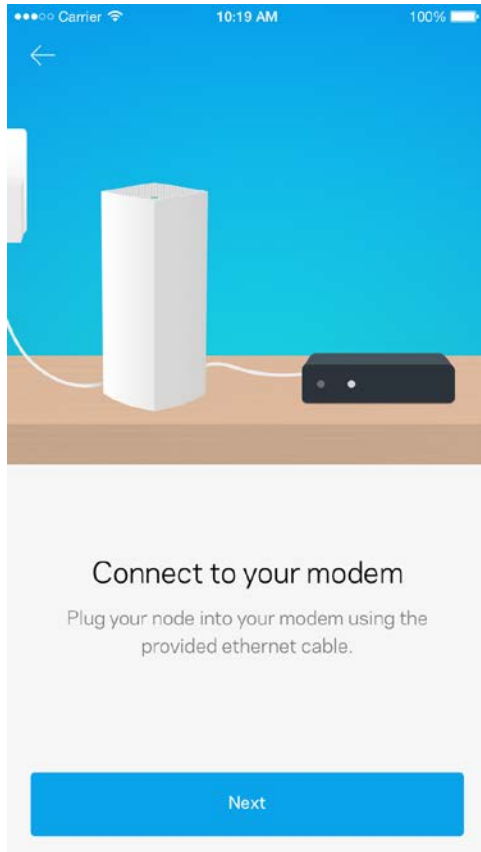 Carrier 10:19 AM 100%
Connect to your modem
Plug your node into your modem using the
provided ethernet cable.
Next